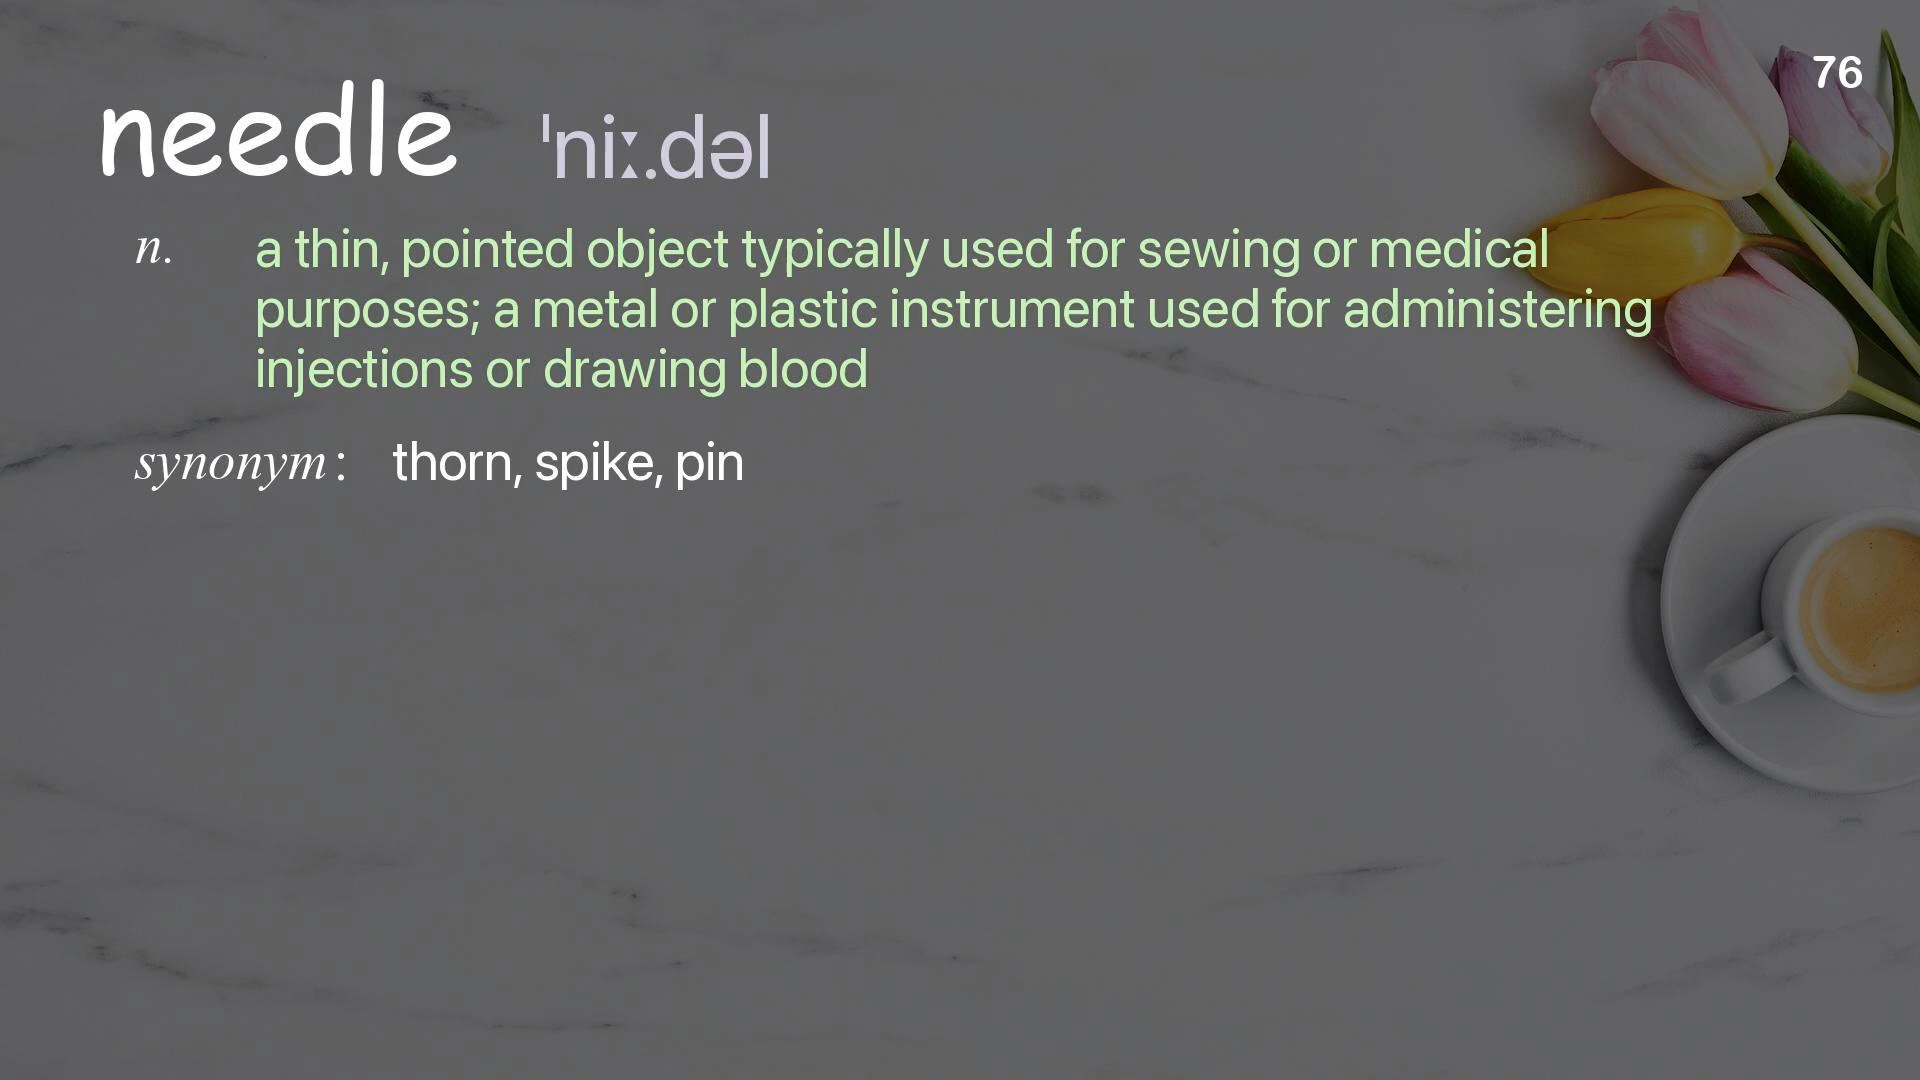 76
needle ˈniː.dəl
n. a thin, pointed object typically used for sewing or medical
purposes; a metal or plastic instrument used for administering
injections or drawing blood
synonym: thorn, spike, pin